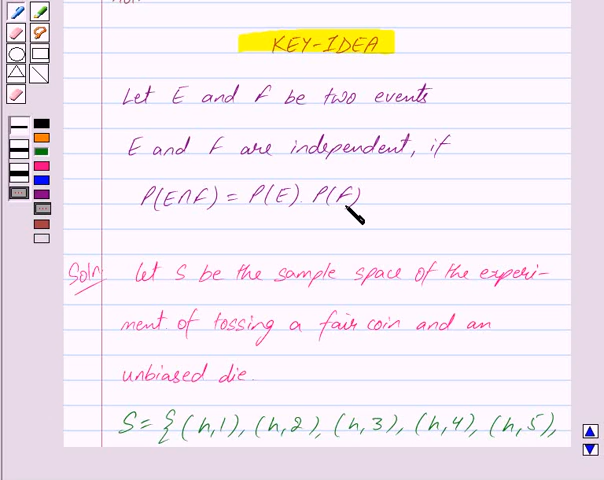 KEY-IDEA
Let E and F be two events
E and F are independent, if
P(E∩F) = P(E). P(F)
Soln Let S be the sample space of the experi-
ment of tossing a fair coin and an
unbiased die.
S = {(h,1), (h,2), (h,3), (h,4), (h,5),